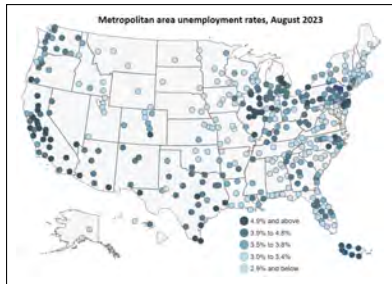 Metropolitan area unemployment rates, August 2023
4.9% and above
3.9% to 4.8%
3.5% to 3.8%
3.0% to 3.4%
2.9% and below